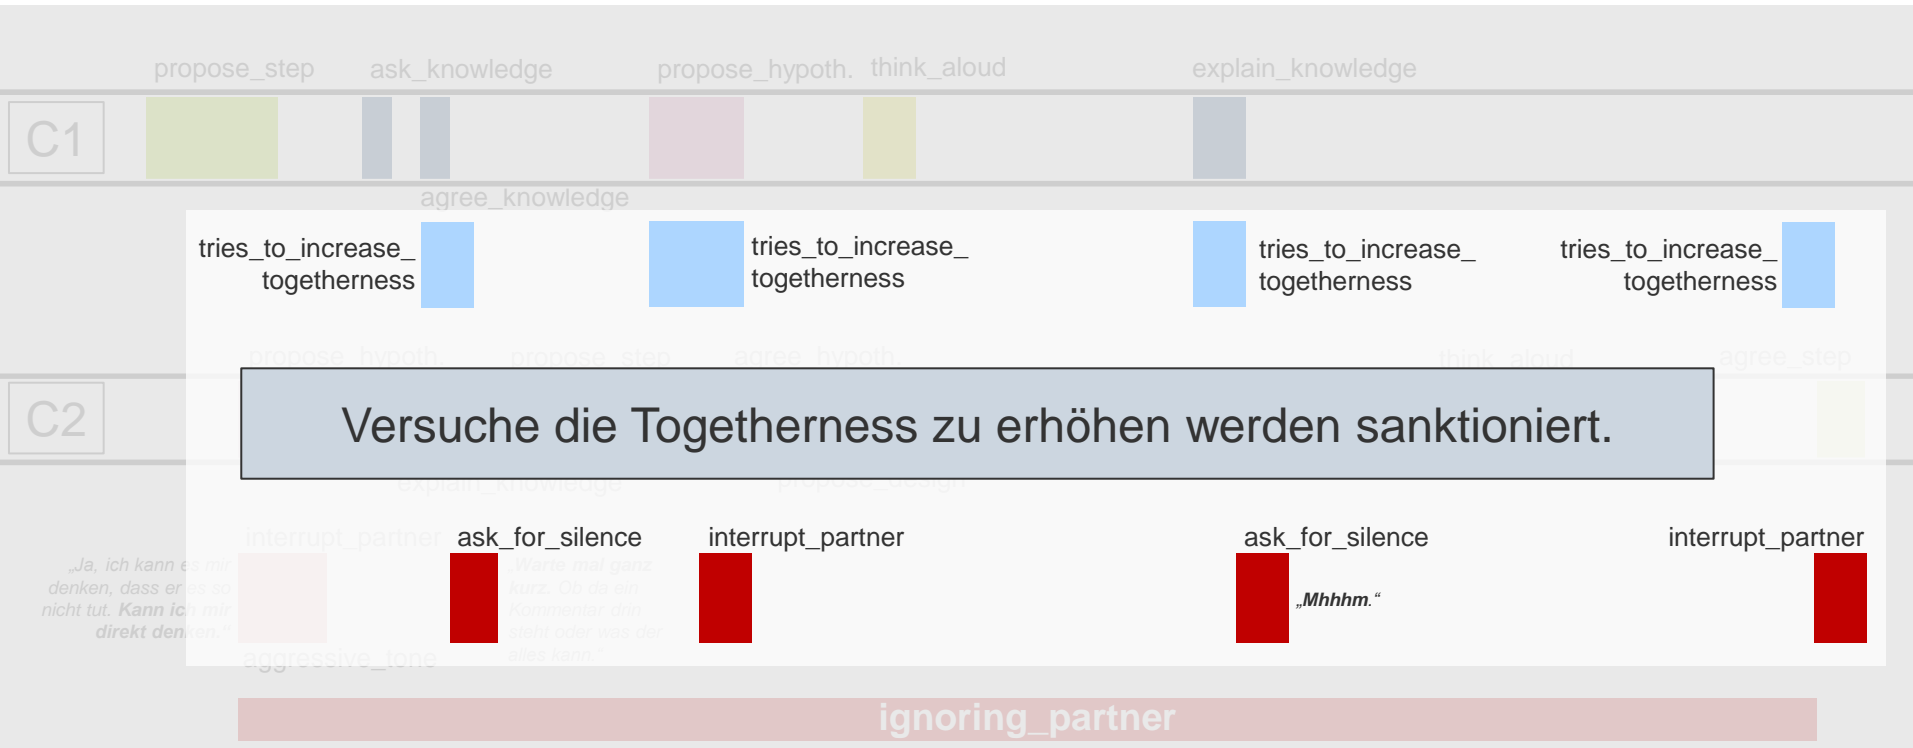 propose_step ask_knowledge propose_hypoth. think_aloud explain_knowledge
C1
agree_knowledge
tries_to_increase_
togetherness
tries_to_increase_
togetherness
tries_to_increase_
togetherness
tries_to_increase_
togetherness
propose_hypoth. propose_step agree_hypoth. think_aloud agree_step
C2
Versuche die Togetherness zu erhöhen werden sanktioniert.
explain_knowledge propose_design
interrupt_partner ask_for_silence interrupt_partner ask_for_silence interrupt_partner
„Ja, ich kann es mir
denken, dass er es so
nicht tut. Kann ich mir
direkt denken."
„Warte mal ganz
kurz. Ob da ein
Kommentar drin
steht oder was der
alles kann."
„Mhhhm.“
aggressive_tone
ignoring_partner